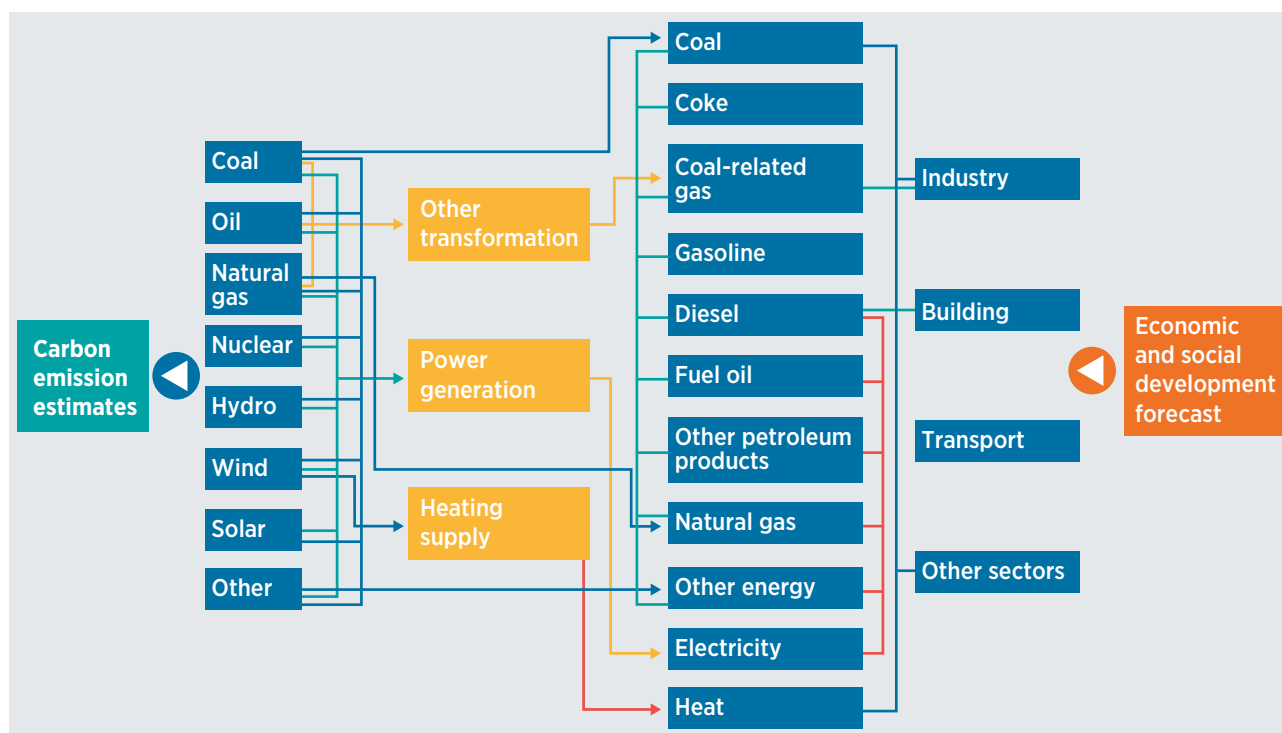 Carbon
emission
estimates
Coal
Oil
Natural
gas
Nuclear
Hydro
Wind
Solar
Other
Other
transformation
Power
generation
Heating
supply
Coal
Coke
Coal-related
gas
Gasoline
Diesel
Fuel oil
Other petroleum
products
Natural gas
Other energy
Electricity
Heat
Industry
Building
Transport
Other sectors
Economic
and social
development
forecast